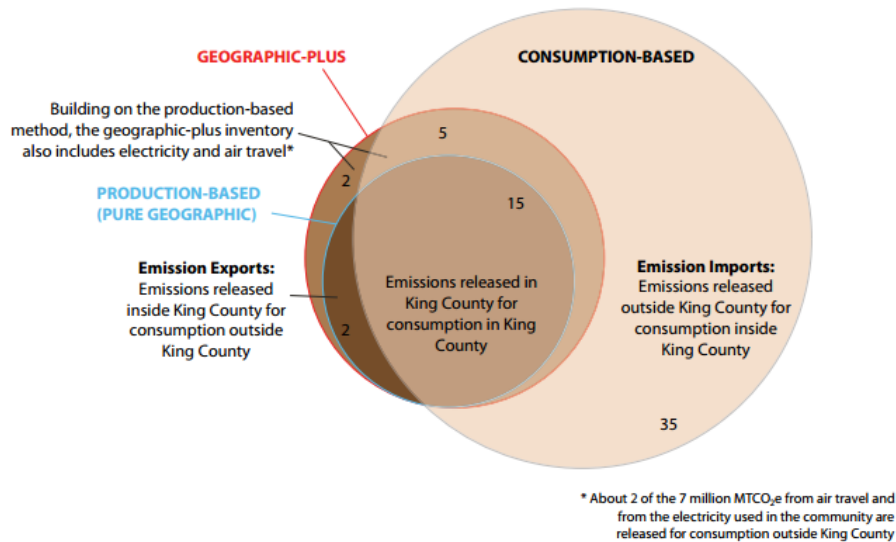 GEOGRAPHIC-PLUS
CONSUMPTION-BASED
Building on the production-based
method, the geographic-plus inventory
also includes electricity and air travel*
5
2
PRODUCTION-BASED
(PURE GEOGRAPHIC)
15
Emission Exports:
Emissions released
inside King County for
consumption outside
King County
2
Emissions released in
King County for
consumption in King
County
Emission Imports:
Emissions released
outside King County for
consumption inside
King County
35
* About 2 of the 7 million MTCO₂e from air travel and
from the electricity used in the community are
released for consumption outside King County